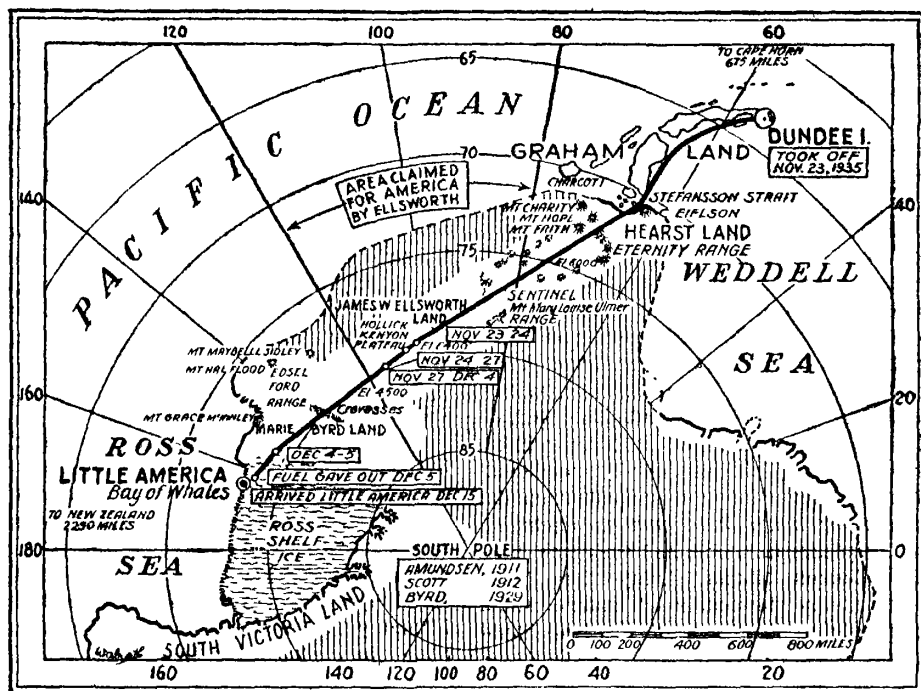 120
100
80
60
TO CAPE HORN
675 MILES
65
PACIFIC OCEAN
DUNDEE I.
TOOK OFF
NOV. 23, 1935
GRAHAM LAND
70
AREA CLAIMED
FOR AMERICA
BY ELLSWORTH
CHARCOT I
STEFANSSON STRAIT
EIELSON
140
40
MT CHARITY
MT HOPE
MT FAITH
HEARST LAND
ETERNITY RANGE
75
WEDDELL
SEA
SENTINEL
Mt Mary Louise Ulmer
RANGE
JAMES W ELLSWORTH
LAND
HOLLICK
KENYON
PLATEAU
NOV 23 24
NOV 24 27
NOV 27 DEC 4
MT MAYBELL SIDLEY
MT HAL FLOOD
EDSEL
FORD
RANGE
El 4500
Crevasses
160
20
MT GRACE McKINLEY
MARIE BYRD LAND
85
ROSS
SEA
DEC 4-5
LITTLE AMERICA
Bay of Whales
FUEL GAVE OUT DEC 5
ARRIVED LITTLE AMERICA DEC 15
TO NEW ZEALAND
2290 MILES
ROSS
SHELF
ICE
180
0
SOUTH POLE
AMUNDSEN, 1911
SCOTT 1912
BYRD, 1929
SOUTH VICTORIA LAND
0 100 200 400 600 800 MILES
160
140
120
100
80
60
40
20